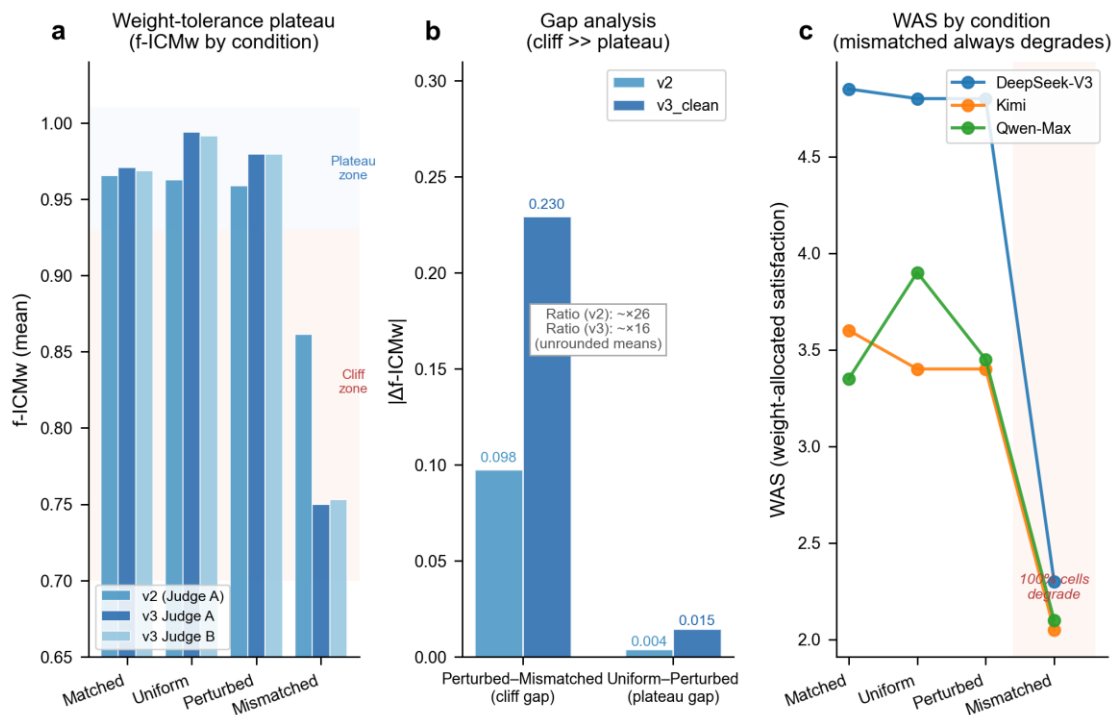 a
Weight-tolerance plateau
(f-ICMw by condition)
f-ICMw (mean)
1.00
0.95
0.90
0.85
0.80
0.75
0.70
0.65
Plateau
zone
Cliff
zone
v2 (Judge A)
v3 Judge A
v3 Judge B
Matched
Uniform
Perturbed
Mismatched
b
Gap analysis
(cliff >> plateau)
|Δf-ICMw|
0.30
0.25
0.20
0.15
0.10
0.05
0.00
v2
v3_clean
0.230
0.098
0.004
0.015
Ratio (v2): ~×26
Ratio (v3): ~×16
(unrounded means)
Perturbed–Mismatched
(cliff gap)
Uniform–Perturbed
(plateau gap)
c
WAS by condition
(mismatched always degrades)
WAS (weight-allocated satisfaction)
4.5
4.0
3.5
3.0
2.5
2.0
DeepSeek-V3
Kimi
Qwen-Max
100% cells
degrade
Matched
Uniform
Perturbed
Mismatched